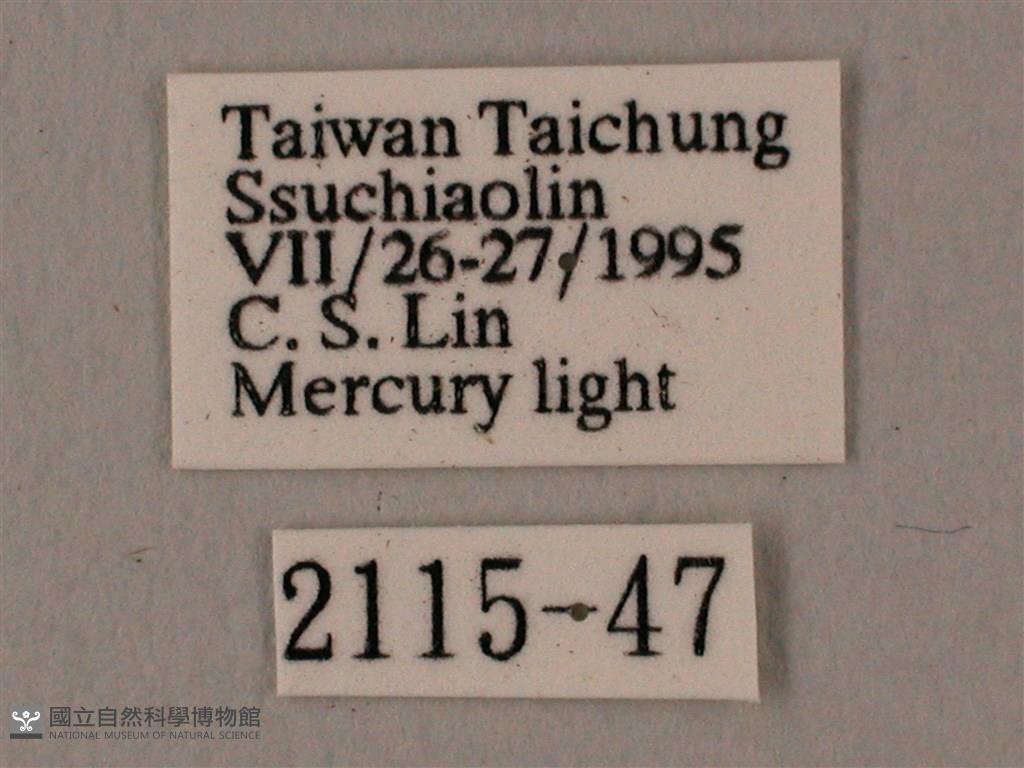 Taiwan Taichung
Ssuchiaolin
VII/26-27/1995
C. S. Lin
Mercury light
2115-47
國立自然科學博物館
NATIONAL MUSEUM OF NATURAL SCIENCE